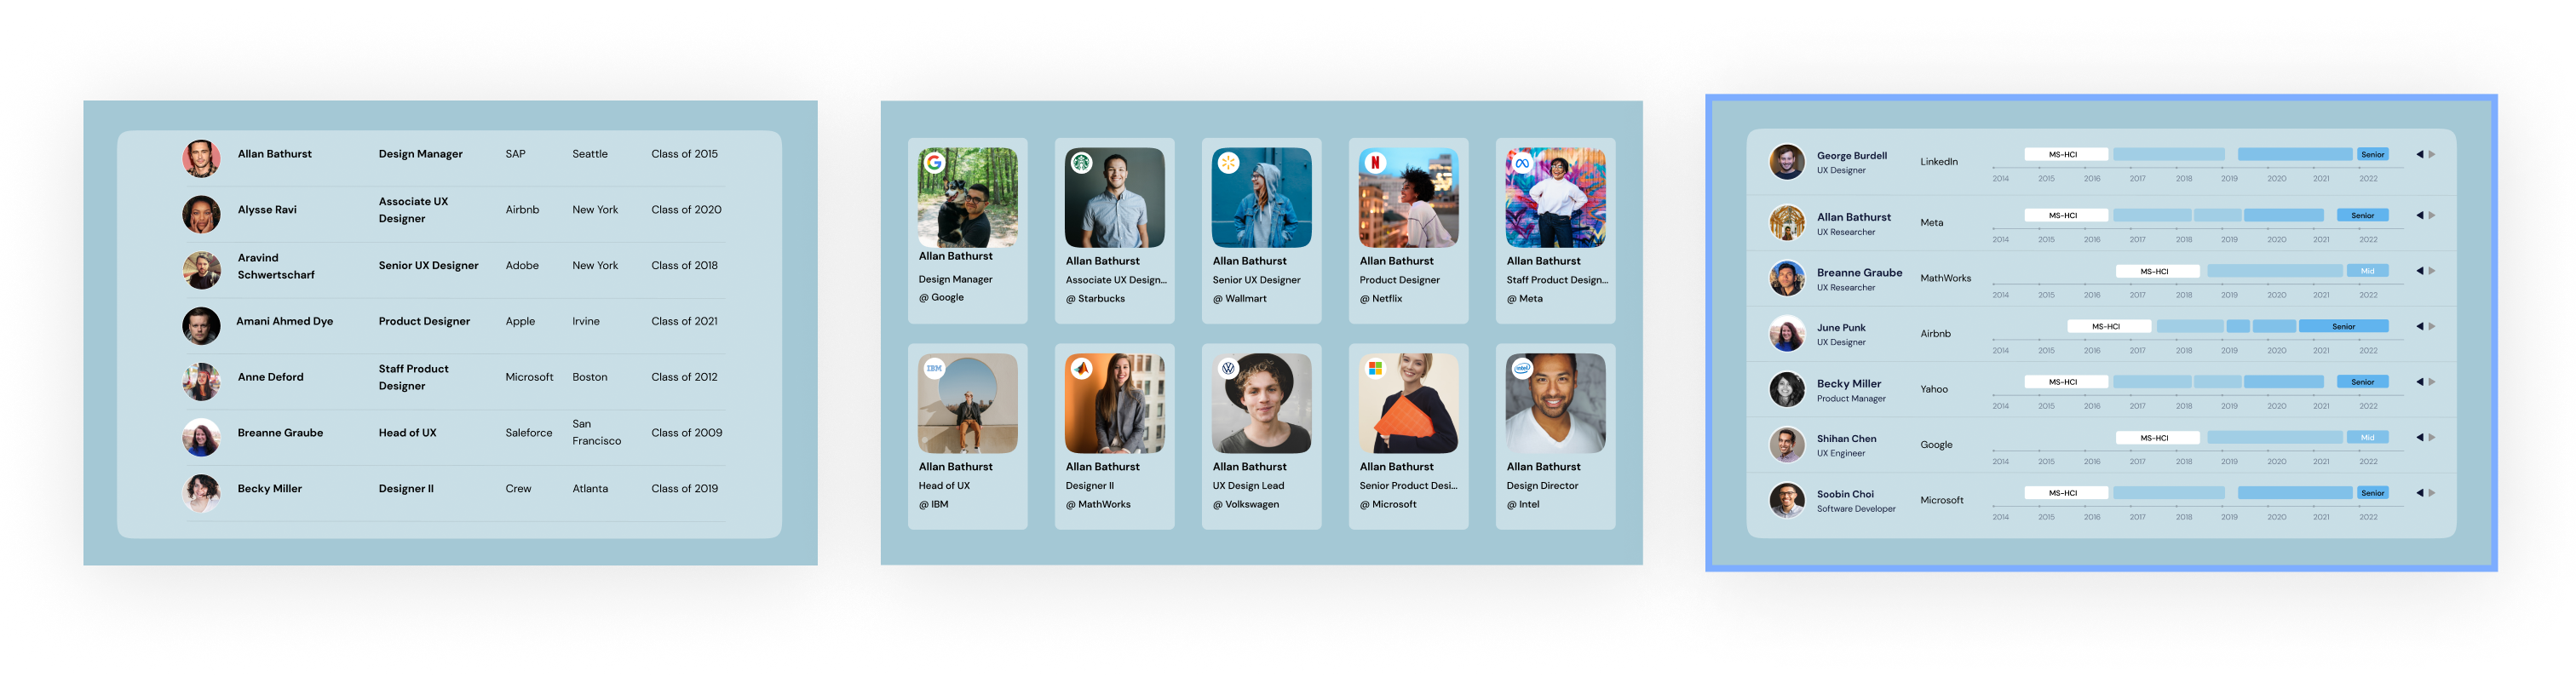 Allan Bathurst Design Manager SAP Seattle Class of 2015
Alysse Ravi Associate UX Designer Airbnb New York Class of 2020
Aravind Schwertscharf Senior UX Designer Adobe New York Class of 2018
Amani Ahmed Dye Product Designer Apple Irvine Class of 2021
Anne Deford Staff Product Designer Microsoft Boston Class of 2012
Breanne Graube Head of UX Saleforce San Francisco Class of 2009
Becky Miller Designer II Crew Atlanta Class of 2019
G
Allan Bathurst
Design Manager
@ Google
Allan Bathurst
Associate UX Design...
@ Starbucks
Allan Bathurst
Senior UX Designer
@ Wallmart
N
Allan Bathurst
Product Designer
@ Netflix
Allan Bathurst
Staff Product Design...
@ Meta
IBM
Allan Bathurst
Head of UX
@ IBM
Allan Bathurst
Designer II
@ MathWorks
Allan Bathurst
UX Design Lead
@ Volkswagen
Allan Bathurst
Senior Product Desi...
@ Microsoft
intel
Allan Bathurst
Design Director
@ Intel
George Burdell
UX Designer
LinkedIn
MS-HCI Senior
2014 2015 2016 2017 2018 2019 2020 2021 2022
Allan Bathurst
UX Researcher
Meta
MS-HCI Senior
2014 2015 2016 2017 2018 2019 2020 2021 2022
Breanne Graube
UX Researcher
MathWorks
MS-HCI Mid
2014 2015 2016 2017 2018 2019 2020 2021 2022
June Punk
UX Designer
Airbnb
MS-HCI Senior
2014 2015 2016 2017 2018 2019 2020 2021 2022
Becky Miller
Product Manager
Yahoo
MS-HCI Senior
2014 2015 2016 2017 2018 2019 2020 2021 2022
Shihan Chen
UX Engineer
Google
MS-HCI Mid
2014 2015 2016 2017 2018 2019 2020 2021 2022
Soobin Choi
Software Developer
Microsoft
MS-HCI Senior
2014 2015 2016 2017 2018 2019 2020 2021 2022